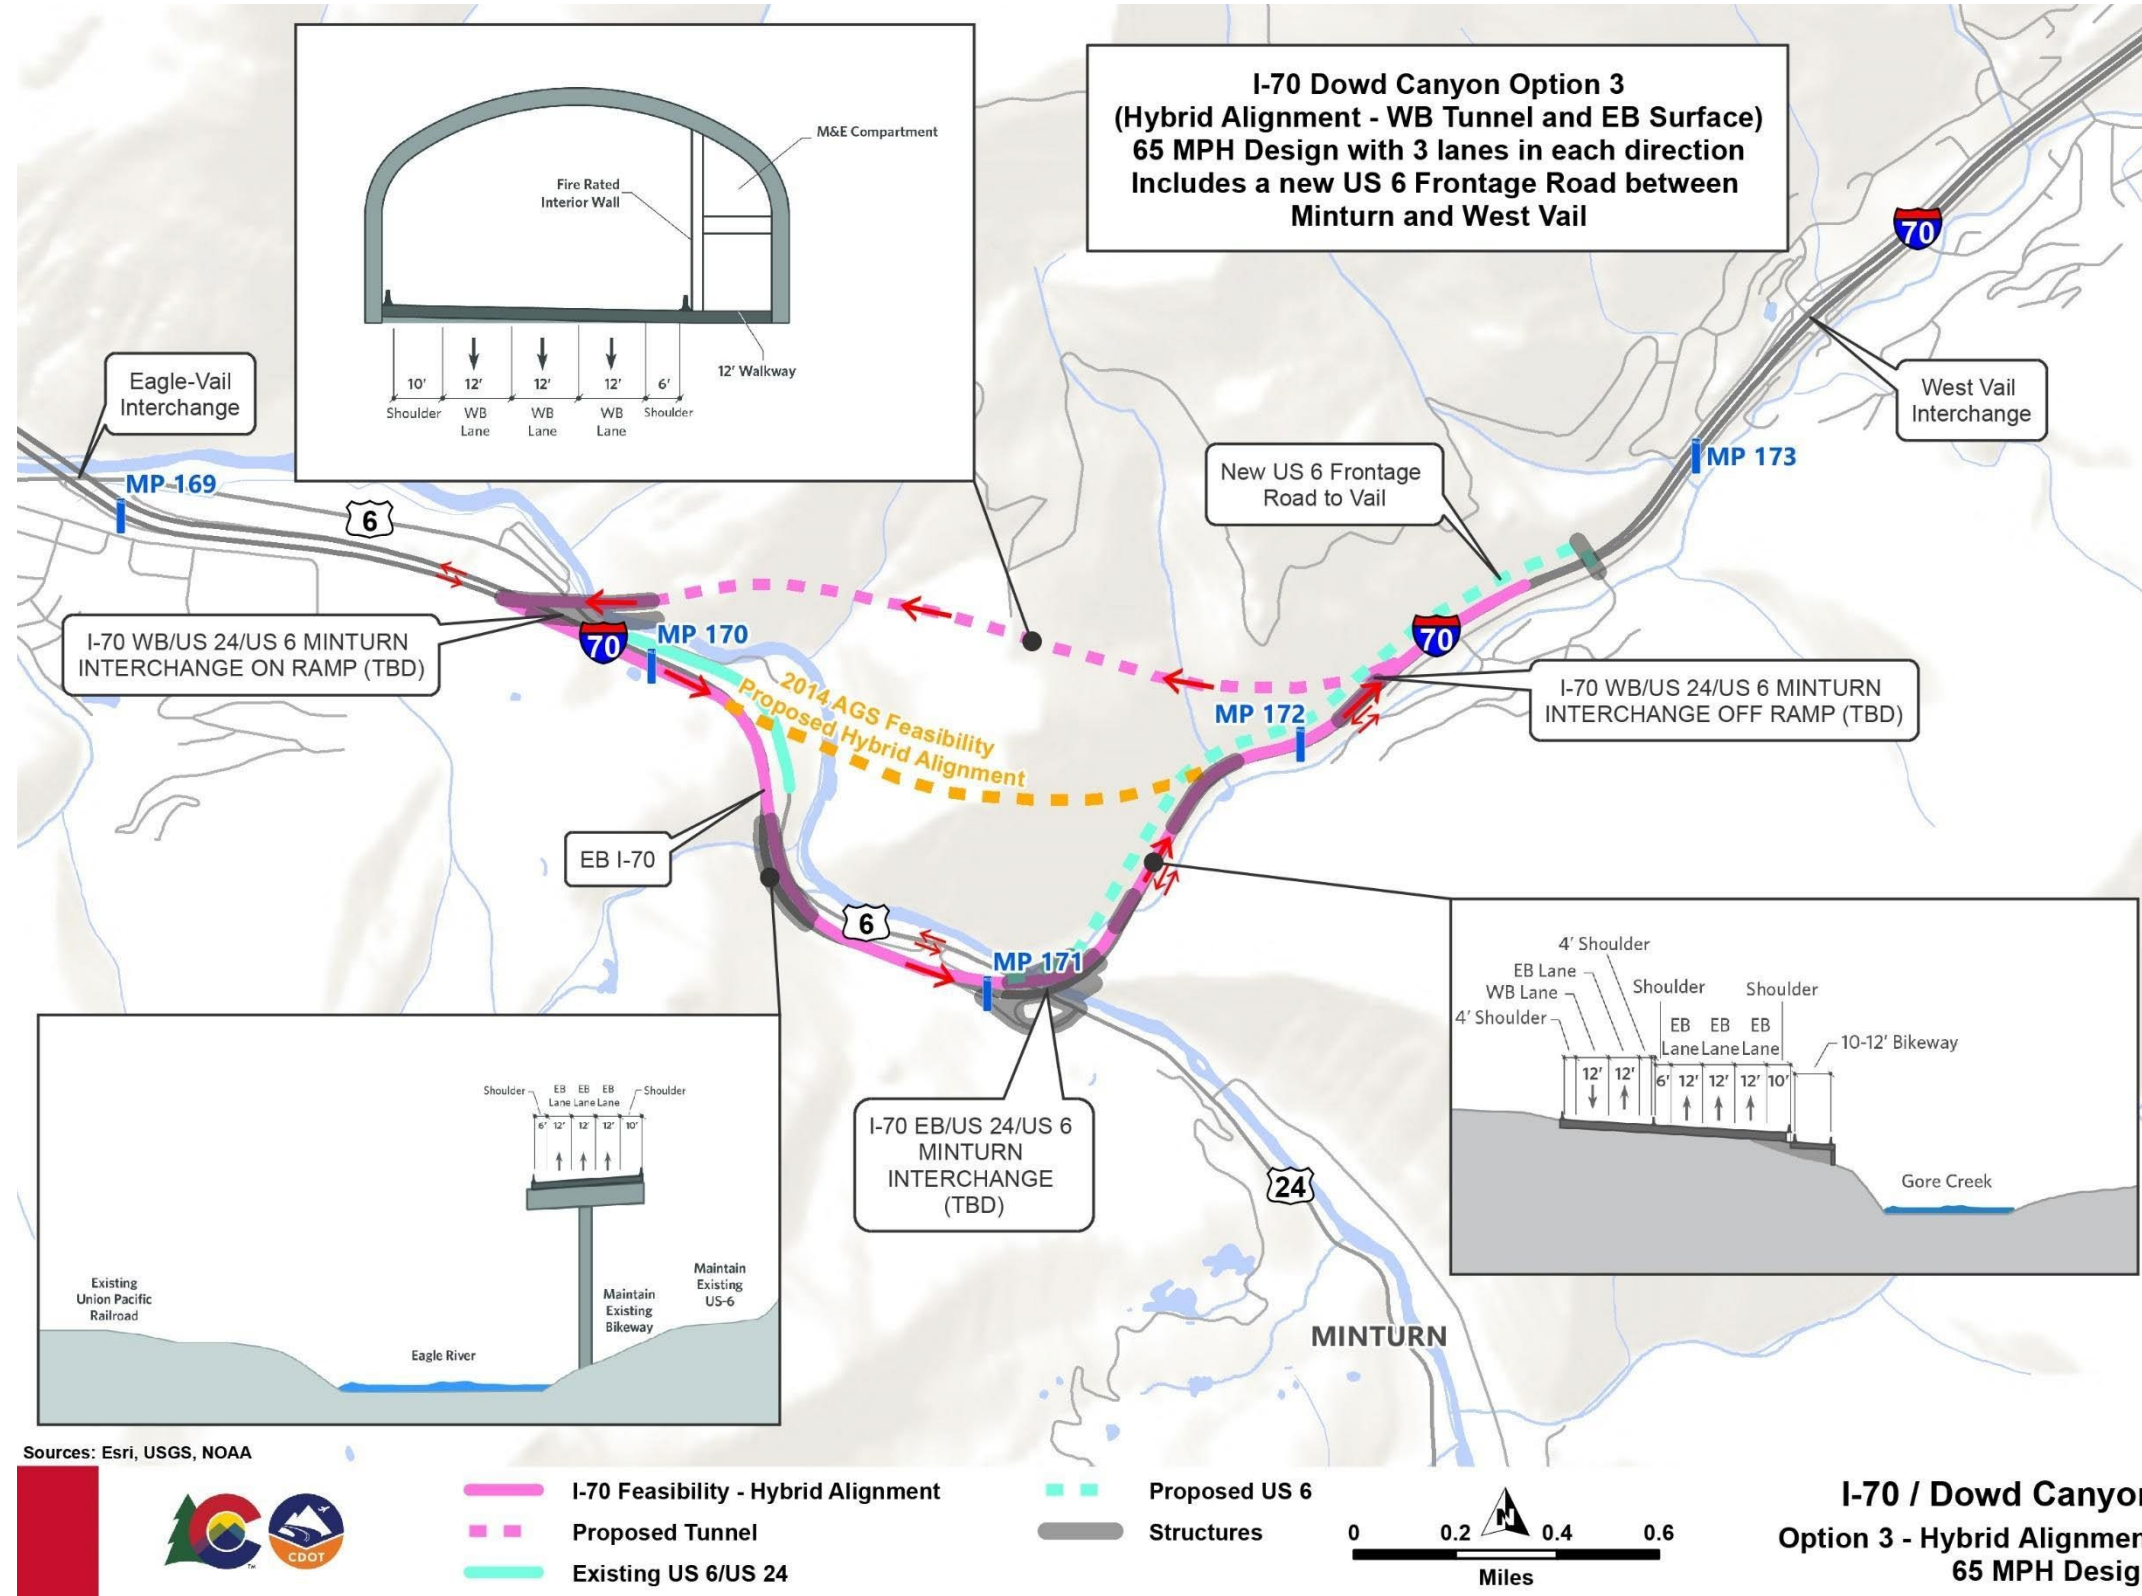 I-70 Dowd Canyon Option 3
(Hybrid Alignment - WB Tunnel and EB Surface)
65 MPH Design with 3 lanes in each direction
Includes a new US 6 Frontage Road between
Minturn and West Vail
M&E Compartment
Fire Rated
Interior Wall
12' Walkway
10' 12' 12' 12' 6'
Shoulder WB WB WB Shoulder
Lane Lane Lane
70
Eagle-Vail
Interchange
West Vail
Interchange
MP 169
6
MP 173
New US 6 Frontage
Road to Vail
I-70 WB/US 24/US 6 MINTURN
INTERCHANGE ON RAMP (TBD)
70
MP 170
70
2014 AGS Feasibility
Proposed Hybrid Alignment
MP 172
I-70 WB/US 24/US 6 MINTURN
INTERCHANGE OFF RAMP (TBD)
EB I-70
6
MP 171
I-70 EB/US 24/US 6
MINTURN
INTERCHANGE
(TBD)
24
MINTURN
4' Shoulder
EB Lane
WB Lane
4' Shoulder
Shoulder Shoulder
EB EB EB
Lane Lane Lane
10-12' Bikeway
12' 12' 6' 12' 12' 12' 10'
Gore Creek
Shoulder EB EB EB Shoulder
Lane Lane Lane
6' 12' 12' 12' 10'
Existing
Union Pacific
Railroad
Eagle River
Maintain
Existing
Bikeway
Maintain
Existing
US-6
Sources: Esri, USGS, NOAA
CDOT
TM
I-70 Feasibility - Hybrid Alignment
Proposed Tunnel
Existing US 6/US 24
Proposed US 6
Structures
N
0 0.2 0.4 0.6
Miles
I-70 / Dowd Canyon
Option 3 - Hybrid Alignmen
65 MPH Desig